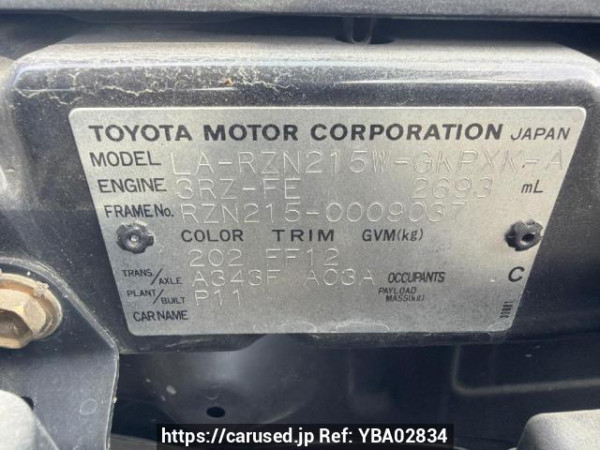 TOYOTA MOTOR CORPORATION JAPAN
MODEL LA-RZN215W-GKPXK-A
ENGINE 3RZ-FE 2693 mL
FRAME No. RZN215-0009037
COLOR TRIM GVM(kg)
202 FF12
TRANS/AXLE A343F A03A OCCUPANTS C
PLANT/BUILT P11 PAYLOAD MASS(kg)
CAR NAME
https://carused.jp Ref: YBA02834